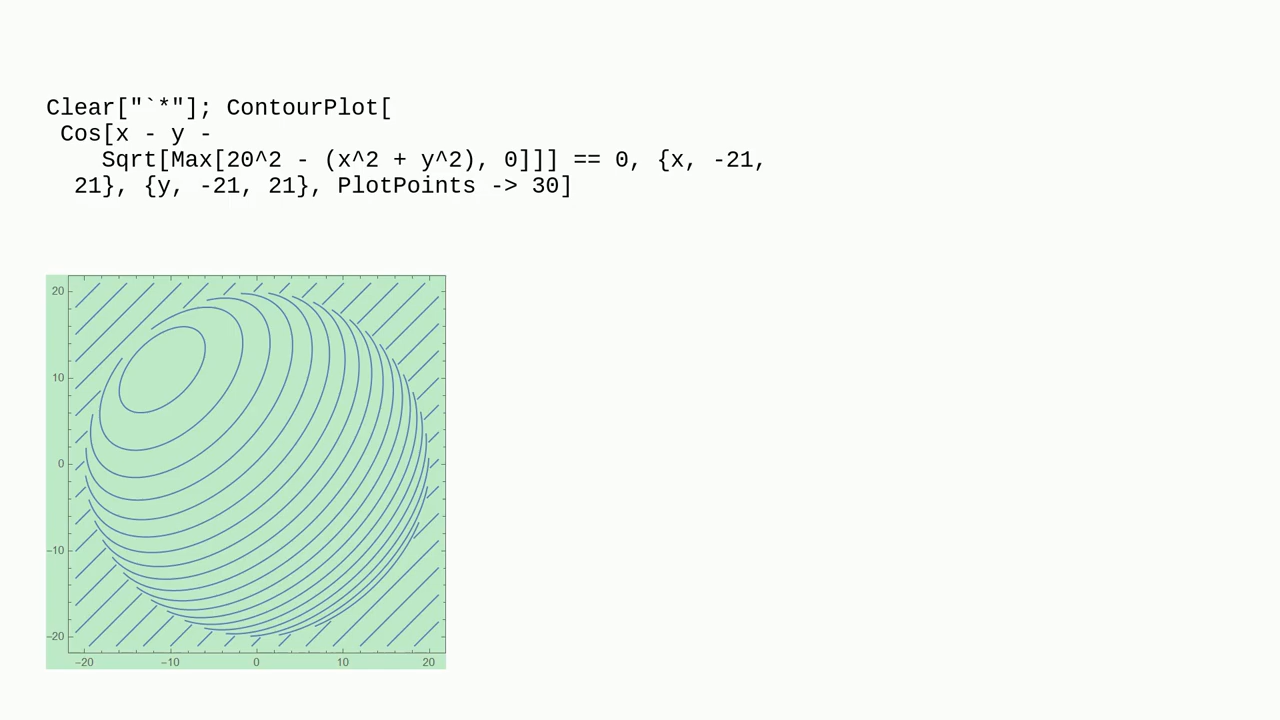 Clear["`*"]; ContourPlot[
Cos[x - y -
Sqrt[Max[20^2 - (x^2 + y^2), 0]]] == 0, {x, -21,
21}, {y, -21, 21}, PlotPoints -> 30]
20
10
0
−10
−20
−20 −10 0 10 20